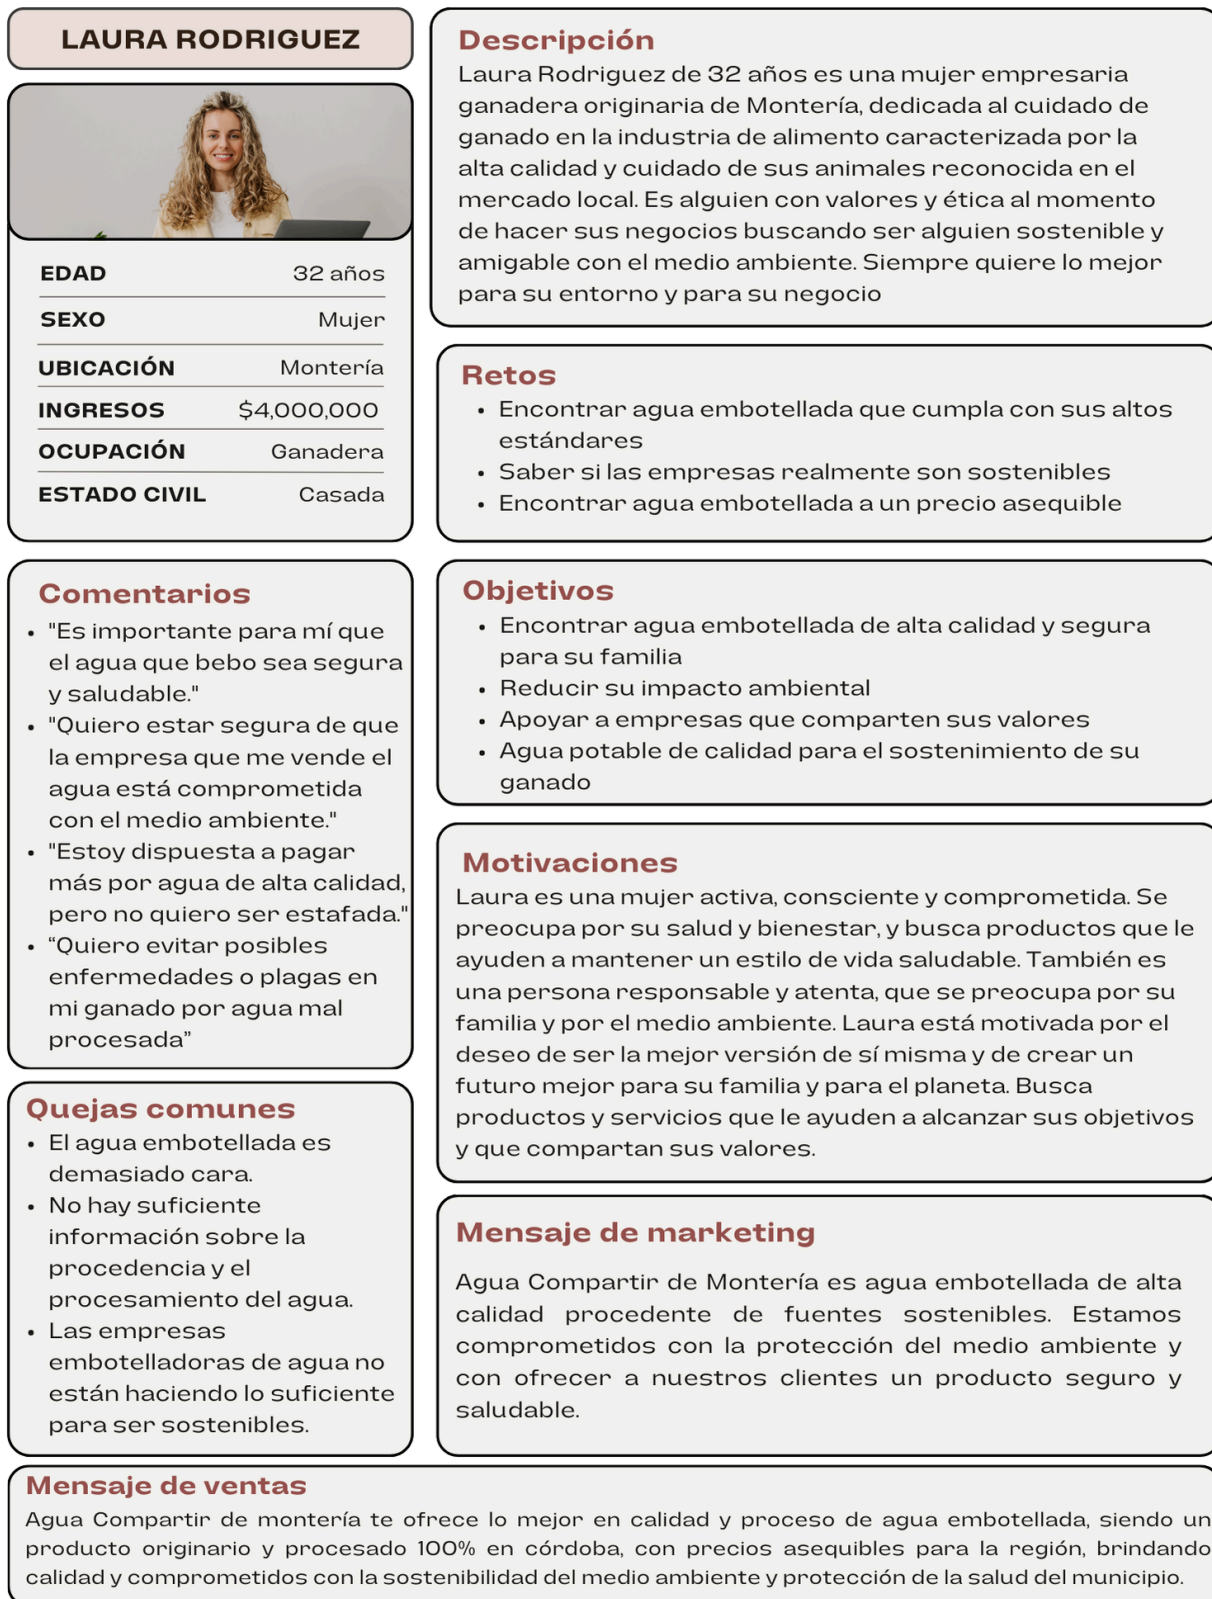 LAURA RODRIGUEZ
EDAD 32 años
SEXO Mujer
UBICACIÓN Montería
INGRESOS $4,000,000
OCUPACIÓN Ganadera
ESTADO CIVIL Casada
Comentarios
• "Es importante para mí que
el agua que bebo sea segura
y saludable."
• "Quiero estar segura de que
la empresa que me vende el
agua está comprometida
con el medio ambiente."
• "Estoy dispuesta a pagar
más por agua de alta calidad,
pero no quiero ser estafada."
• “Quiero evitar posibles
enfermedades o plagas en
mi ganado por agua mal
procesada”
Quejas comunes
• El agua embotellada es
demasiado cara.
• No hay suficiente
información sobre la
procedencia y el
procesamiento del agua.
• Las empresas
embotelladoras de agua no
están haciendo lo suficiente
para ser sostenibles.
Descripción
Laura Rodriguez de 32 años es una mujer empresaria
ganadera originaria de Montería, dedicada al cuidado de
ganado en la industria de alimento caracterizada por la
alta calidad y cuidado de sus animales reconocida en el
mercado local. Es alguien con valores y ética al momento
de hacer sus negocios buscando ser alguien sostenible y
amigable con el medio ambiente. Siempre quiere lo mejor
para su entorno y para su negocio
Retos
• Encontrar agua embotellada que cumpla con sus altos
estándares
• Saber si las empresas realmente son sostenibles
• Encontrar agua embotellada a un precio asequible
Objetivos
• Encontrar agua embotellada de alta calidad y segura
para su familia
• Reducir su impacto ambiental
• Apoyar a empresas que comparten sus valores
• Agua potable de calidad para el sostenimiento de su
ganado
Motivaciones
Laura es una mujer activa, consciente y comprometida. Se
preocupa por su salud y bienestar, y busca productos que le
ayuden a mantener un estilo de vida saludable. También es
una persona responsable y atenta, que se preocupa por su
familia y por el medio ambiente. Laura está motivada por el
deseo de ser la mejor versión de sí misma y de crear un
futuro mejor para su familia y para el planeta. Busca
productos y servicios que le ayuden a alcanzar sus objetivos
y que compartan sus valores.
Mensaje de marketing
Agua Compartir de Montería es agua embotellada de alta
calidad procedente de fuentes sostenibles. Estamos
comprometidos con la protección del medio ambiente y
con ofrecer a nuestros clientes un producto seguro y
saludable.
Mensaje de ventas
Agua Compartir de montería te ofrece lo mejor en calidad y proceso de agua embotellada, siendo un
producto originario y procesado 100% en córdoba, con precios asequibles para la región, brindando
calidad y comprometidos con la sostenibilidad del medio ambiente y protección de la salud del municipio.